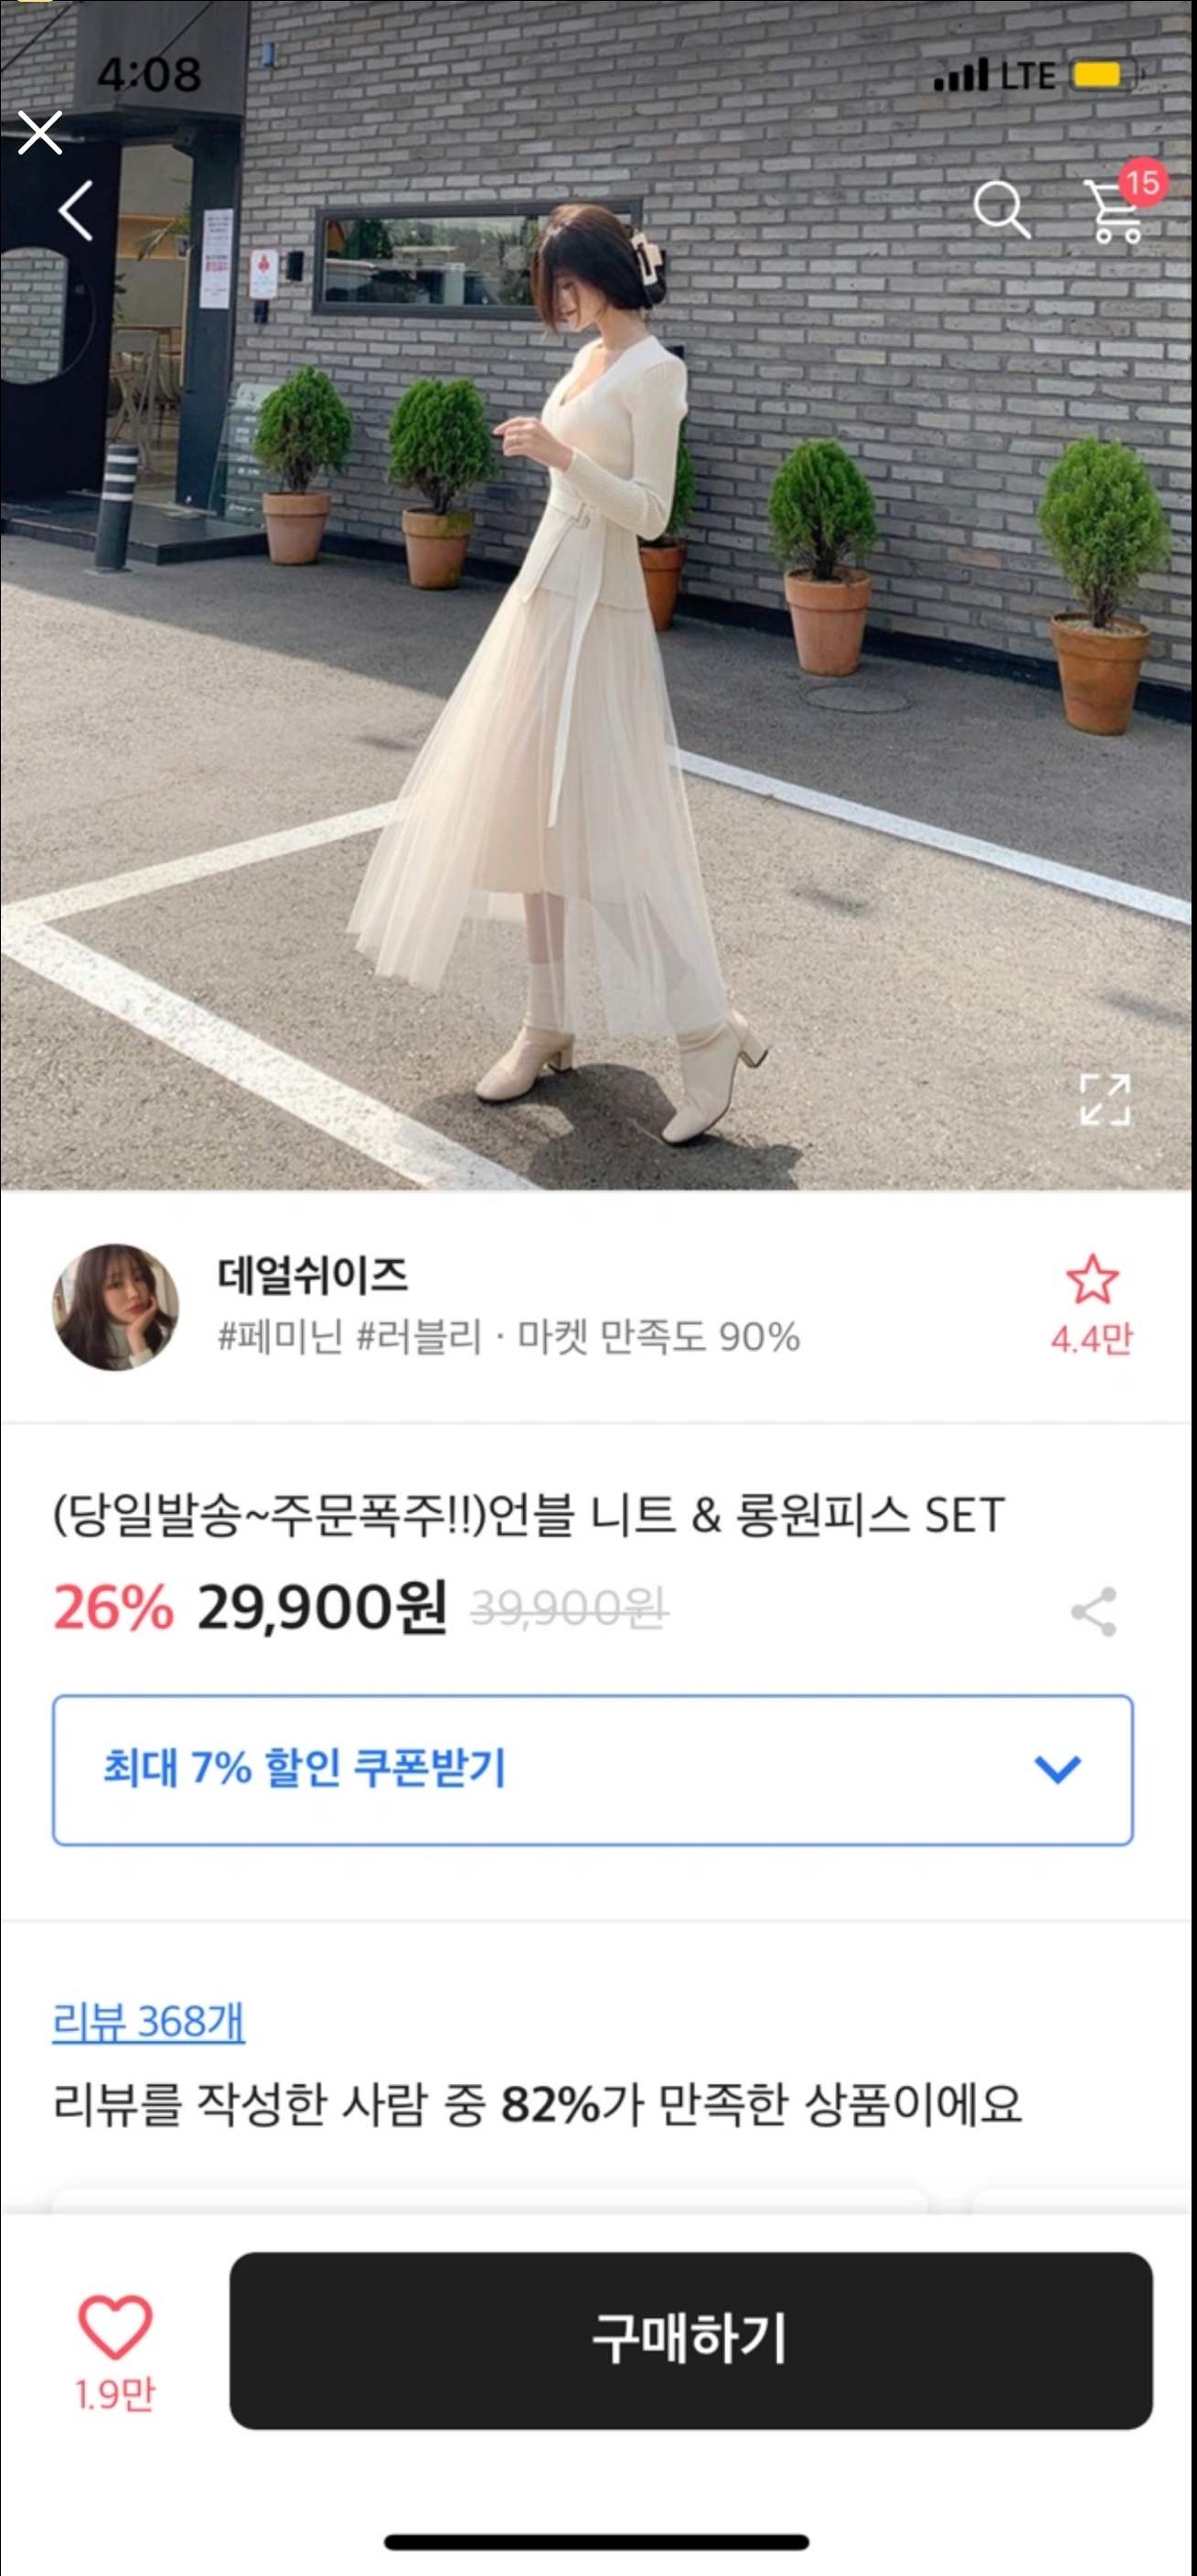 4:08
LTE
15
데얼쉬이즈
#페미닌 #러블리 · 마켓 만족도 90%
4.4만
(당일발송~주문폭주!!)언블 니트 & 롱원피스 SET
26% 29,900원 39,900원
최대 7% 할인 쿠폰받기
리뷰 368개
리뷰를 작성한 사람 중 82%가 만족한 상품이에요
1.9만
구매하기